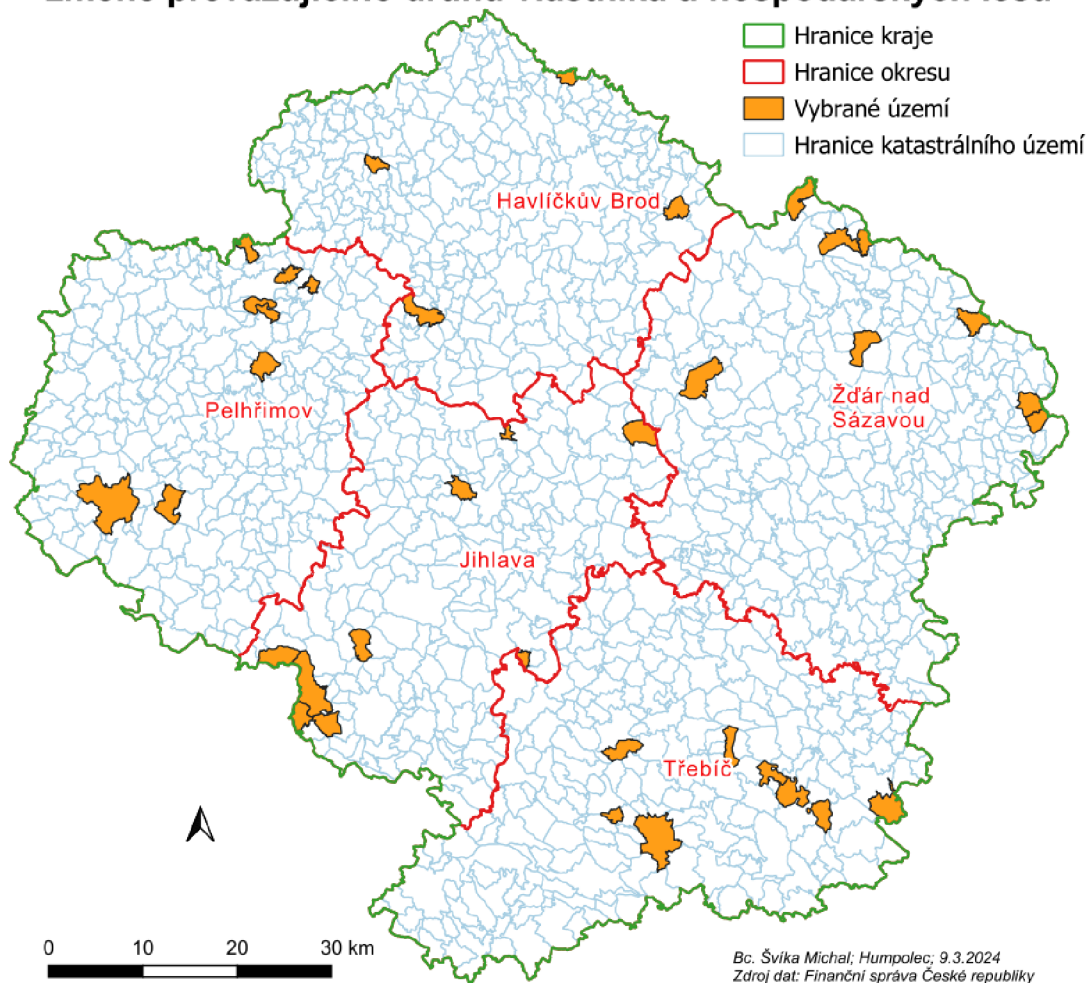 Hranice kraje
Hranice okresu
Vybrané území
Hranice katastrálního území
Havlíčkův Brod
Pelhřimov
Žďár nad
Sázavou
Jihlava
Třebíč
0 10 20 30 km
Bc. Švíka Michal; Humpolec; 9.3.2024
Zdroj dat: Finanční správa České republiky